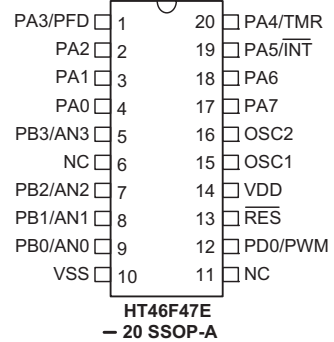 PA3/PFD 1 20 PA4/TMR
PA2 2 19 PA5/INT
PA1 3 18 PA6
PA0 4 17 PA7
PB3/AN3 5 16 OSC2
NC 6 15 OSC1
PB2/AN2 7 14 VDD
PB1/AN1 8 13 RES
PB0/AN0 9 12 PD0/PWM
VSS 10 11 NC
HT46F47E
– 20 SSOP-A